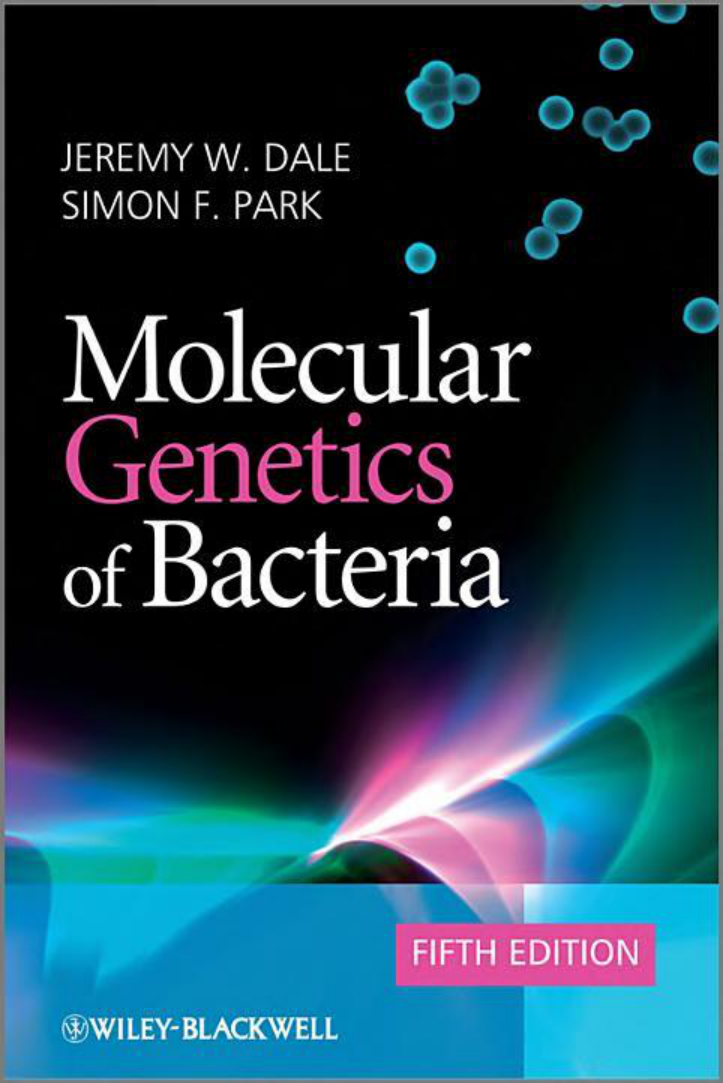 JEREMY W. DALE
SIMON F. PARK
Molecular
Genetics
of Bacteria
FIFTH EDITION
WILEY-BLACKWELL